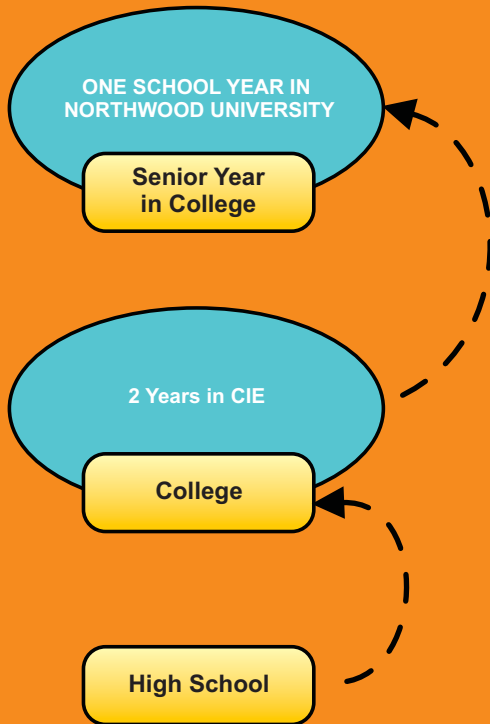 ONE SCHOOL YEAR IN
NORTHWOOD UNIVERSITY
Senior Year
in College
2 Years in CIE
College
High School